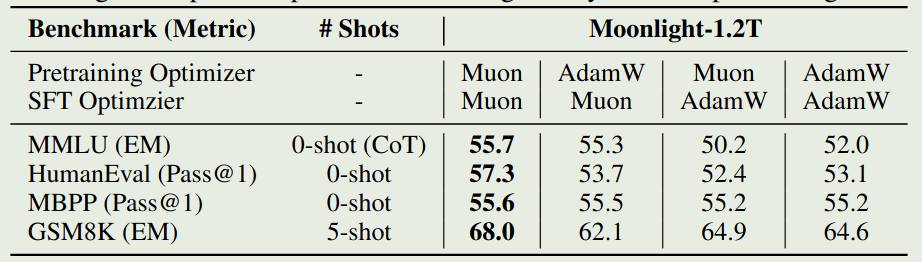 Benchmark (Metric) # Shots Moonlight-1.2T
Pretraining Optimizer - Muon AdamW Muon AdamW
SFT Optimzier - Muon Muon AdamW AdamW
MMLU (EM) 0-shot (CoT) 55.7 55.3 50.2 52.0
HumanEval (Pass@1) 0-shot 57.3 53.7 52.4 53.1
MBPP (Pass@1) 0-shot 55.6 55.5 55.2 55.2
GSM8K (EM) 5-shot 68.0 62.1 64.9 64.6